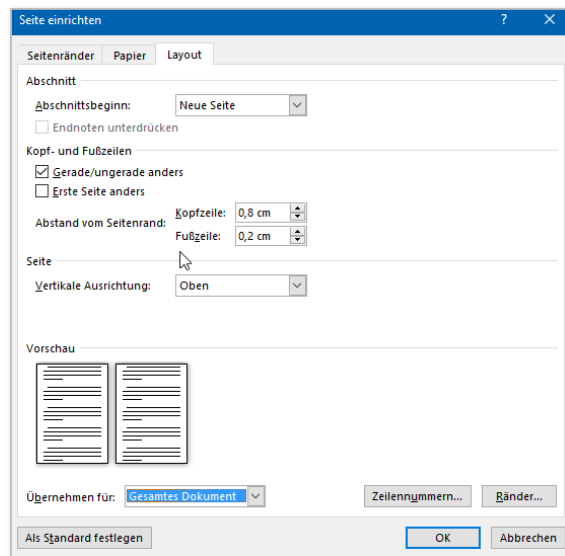 Seite einrichten ? ×
Seitenränder Papier Layout
Abschnitt
Abschnittsbeginn: Neue Seite
Endnoten unterdrücken
Kopf- und Fußzeilen
Gerade/ungerade anders
Erste Seite anders
Abstand vom Seitenrand: Kopfzeile: 0,8 cm
Fußzeile: 0,2 cm
Seite
Vertikale Ausrichtung: Oben
Vorschau
Übernehmen für: Gesamtes Dokument Zeilennummern... Ränder...
Als Standard festlegen OK Abbrechen